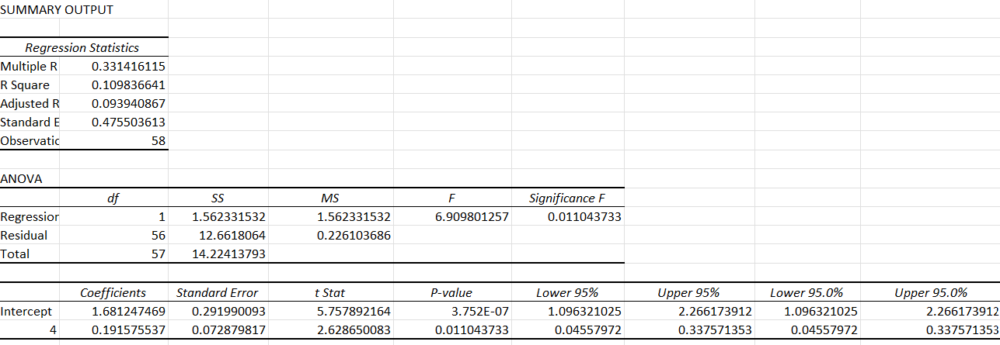 SUMMARY OUTPUT
Regression Statistics
Multiple R 0.331416115
R Square 0.109836641
Adjusted R 0.093940867
Standard E 0.475503613
Observatic 58
ANOVA
df SS MS F Significance F
Regression 1 1.562331532 1.562331532 6.909801257 0.011043733
Residual 56 12.6618064 0.226103686
Total 57 14.22413793
Coefficients Standard Error t Stat P-value Lower 95% Upper 95% Lower 95.0% Upper 95.0%
Intercept 1.681247469 0.291990093 5.757892164 3.752E-07 1.096321025 2.266173912 1.096321025 2.266173912
4 0.191575537 0.072879817 2.628650083 0.011043733 0.04557972 0.337571353 0.04557972 0.337571353